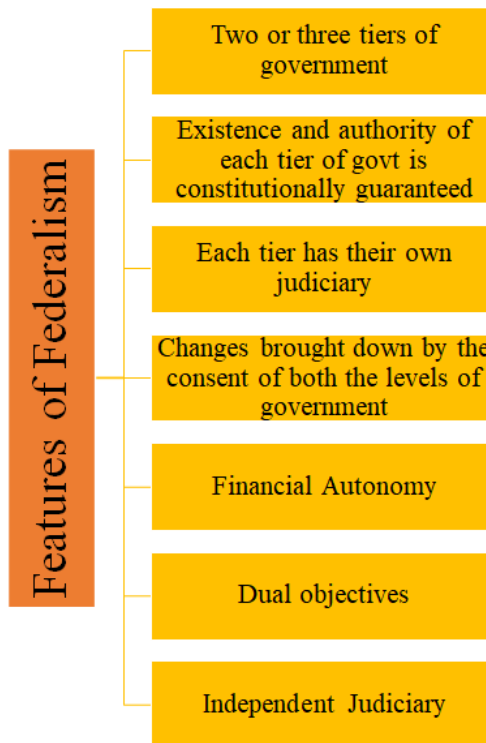 Features of Federalism
Two or three tiers of
government
Existence and authority of
each tier of govt is
constitutionally guaranteed
Each tier has their own
judiciary
Changes brought down by the
consent of both the levels of
government
Financial Autonomy
Dual objectives
Independent Judiciary